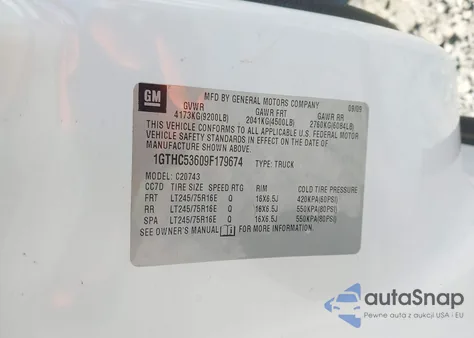 GM
MFD BY GENERAL MOTORS COMPANY 09/09
GVWR GAWR FRT GAWR RR
4173KG(9200LB) 2041KG(4500LB) 2760KG(6084LB)
THIS VEHICLE CONFORMS TO ALL APPLICABLE U.S. FEDERAL MOTOR
VEHICLE SAFETY STANDARDS IN EFFECT ON THE DATE OF
MANUFACTURE SHOWN ABOVE.
1GTHC53609F179674 TYPE: TRUCK
MODEL: C20743
CC7D TIRE SIZE SPEED RTG RIM COLD TIRE PRESSURE
FRT LT245/75R16E Q 16X6.5J 420KPA(60PSI)
RR LT245/75R16E Q 16X6.5J 550KPA(80PSI)
SPA LT245/75R16E Q 16X6.5J 550KPA(80PSI)
SEE OWNER'S MANUAL FOR MORE INFORMATION.
autoSnap
Pewne auta z aukcji USA i EU